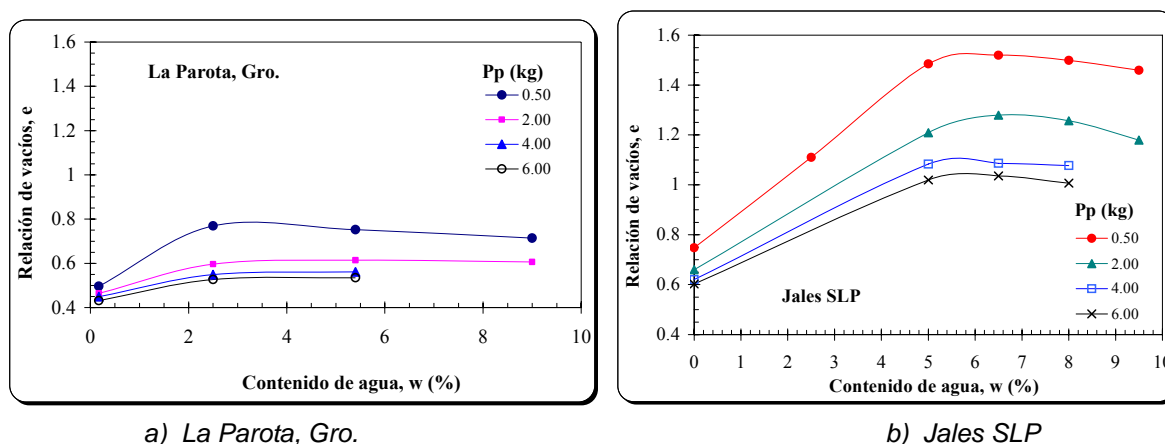 1.6
1.4
1.2
1
0.8
0.6
0.4
Relación de vacíos, e
La Parota, Gro.
Pp (kg)
0.50
2.00
4.00
6.00
0 2 4 6 8 10
Contenido de agua, w (%)
a) La Parota, Gro.
1.6
1.4
1.2
1
0.8
0.6
0.4
Relación de vacíos, e
Pp (kg)
0.50
2.00
4.00
6.00
Jales SLP
0 1 2 3 4 5 6 7 8 9 10
Contenido de agua, w (%)
b) Jales SLP